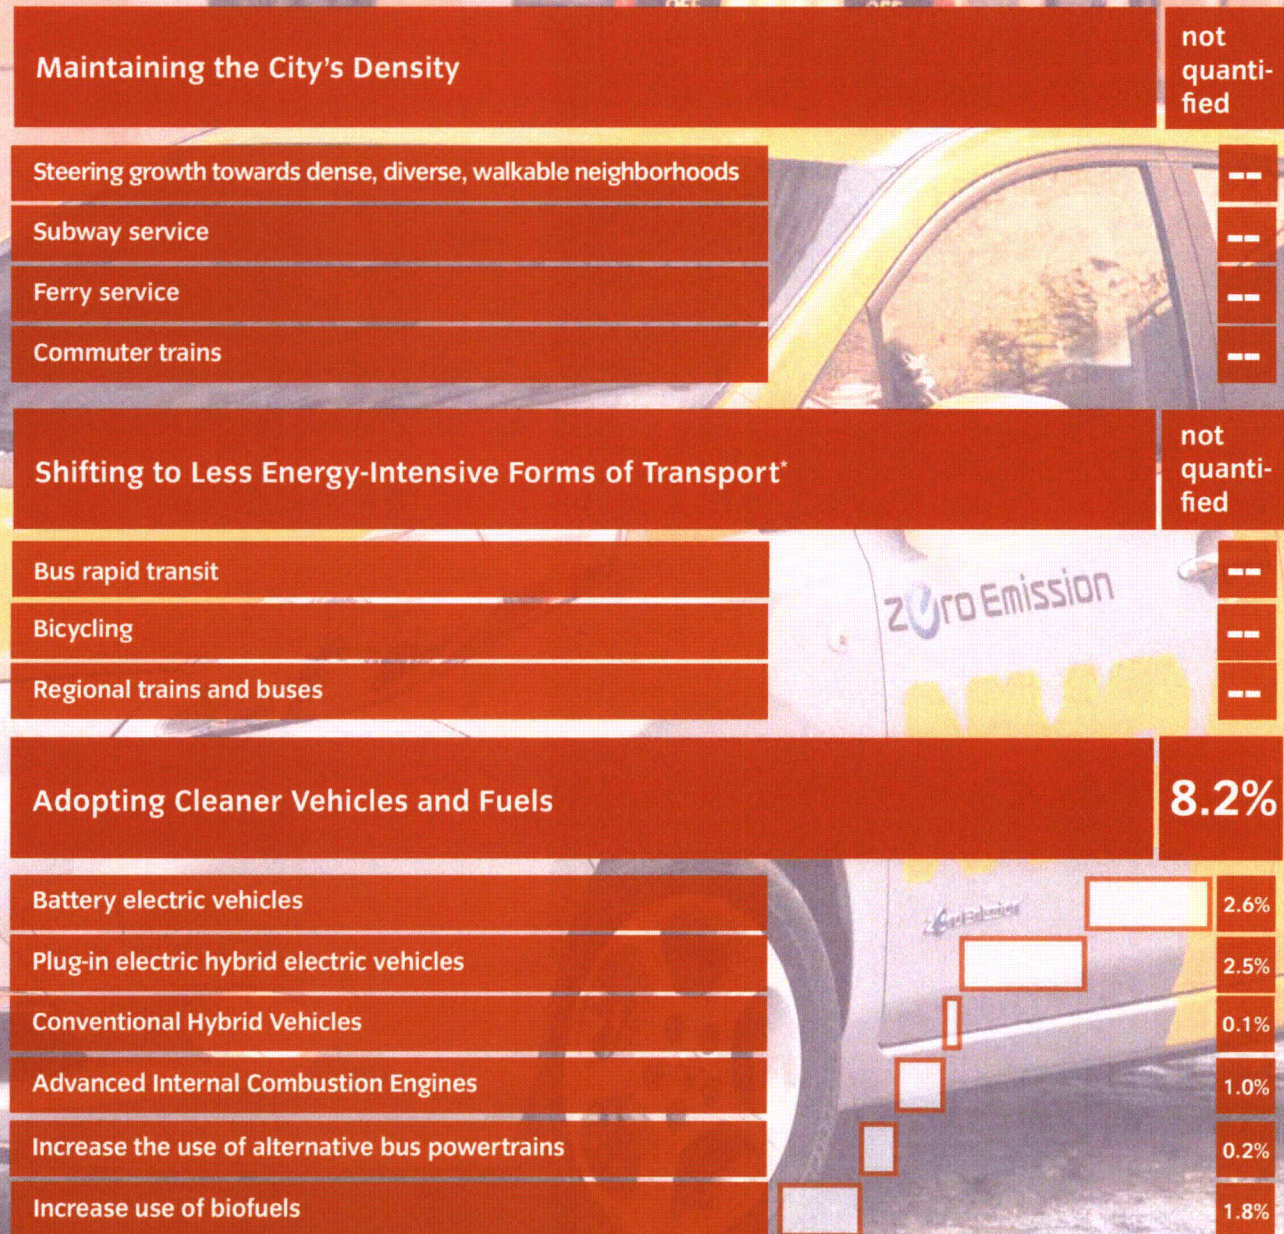 OFF OFF
Maintaining the City's Density
not
quanti-
fied
Steering growth towards dense, diverse, walkable neighborhoods --
Subway service --
Ferry service --
Commuter trains --
Shifting to Less Energy-Intensive Forms of Transport*
not
quanti-
fied
Bus rapid transit --
zero Emission
Bicycling --
Regional trains and buses --
Adopting Cleaner Vehicles and Fuels 8.2%
Battery electric vehicles 2.6%
zero Emission
Plug-in electric hybrid electric vehicles 2.5%
Conventional Hybrid Vehicles 0.1%
Advanced Internal Combustion Engines 1.0%
Increase the use of alternative bus powertrains 0.2%
Increase use of biofuels 1.8%